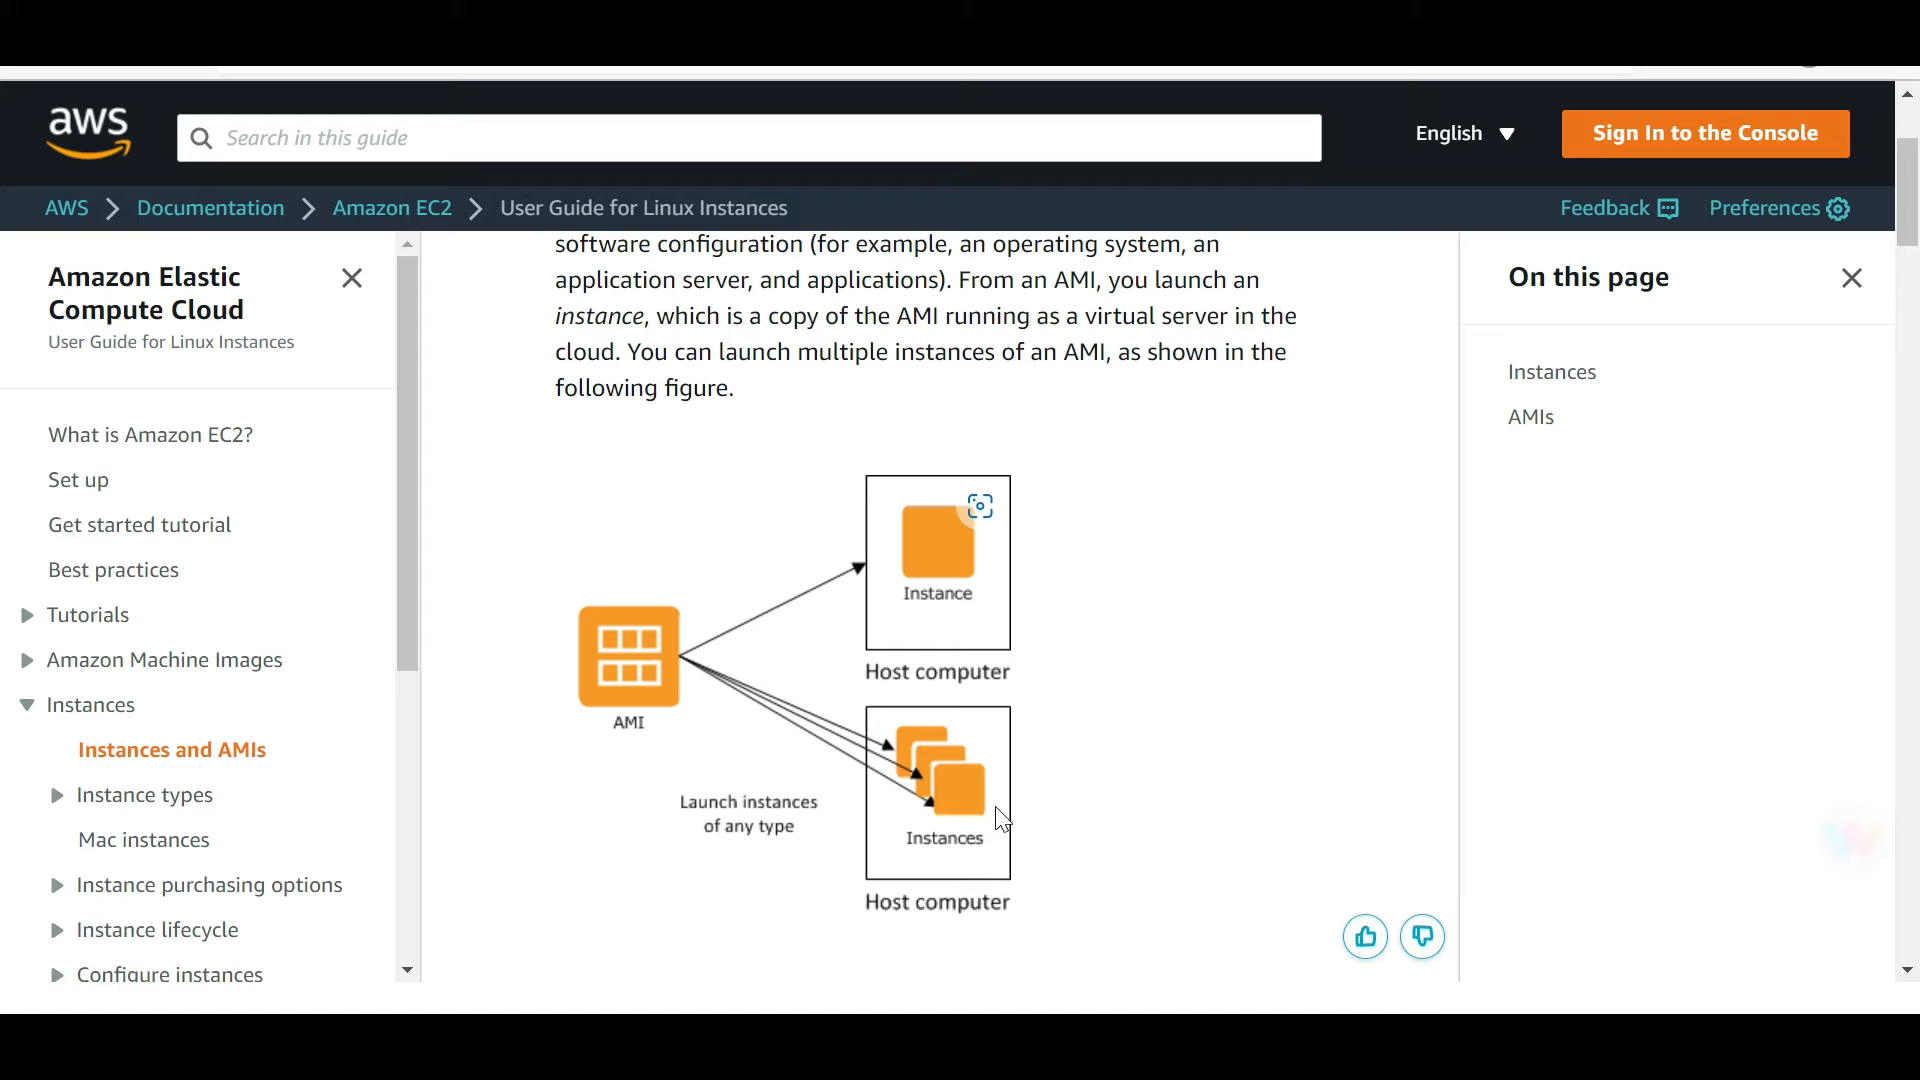 aws
Search in this guide
English
Sign In to the Console
AWS
Documentation
Amazon EC2
User Guide for Linux Instances
Feedback
Preferences
Amazon Elastic
Compute Cloud
User Guide for Linux Instances
What is Amazon EC2?
Set up
Get started tutorial
Best practices
Tutorials
Amazon Machine Images
Instances
Instances and AMIs
Instance types
Mac instances
Instance purchasing options
Instance lifecycle
Configure instances
software configuration (for example, an operating system, an
application server, and applications). From an AMI, you launch an
instance, which is a copy of the AMI running as a virtual server in the
cloud. You can launch multiple instances of an AMI, as shown in the
following figure.
Instance
Host computer
AMI
Launch instances
of any type
Instances
Host computer
On this page
Instances
AMIs